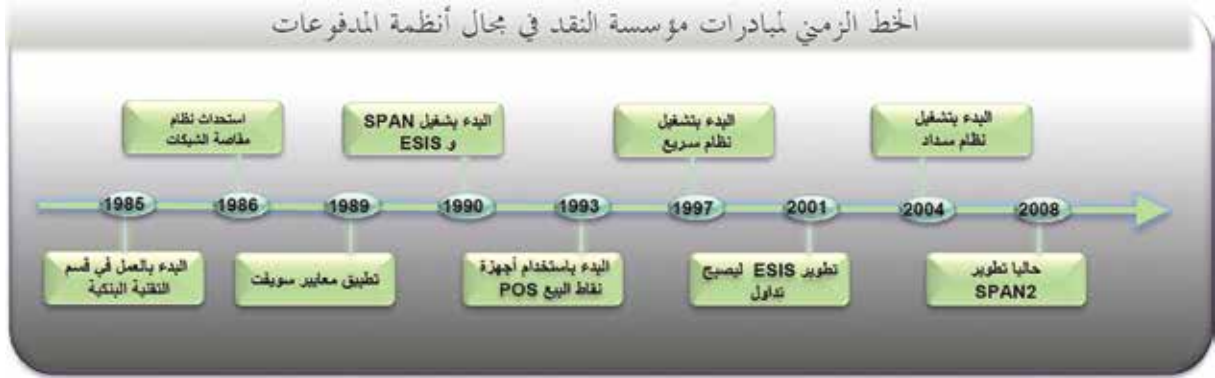 الخط الزمني لمبادرات مؤسسة النقد في مجال أنظمة المدفوعات
استحداث نظام
مقاصة الشيكات
البدء بشغيل SPAN
و ESIS
البدء بتشغيل
نظام سريع
البدء بتشغيل
نظام سداد
1985
1986
1989
1990
1993
1997
2001
2004
2008
البدء بالعمل في قسم
التقنية البنكية
تطبيق معايير سويفت
البدء باستخدام أجهزة
نقاط البيع POS
تطوير ESIS ليصبح
تداول
حاليا تطوير
SPAN2